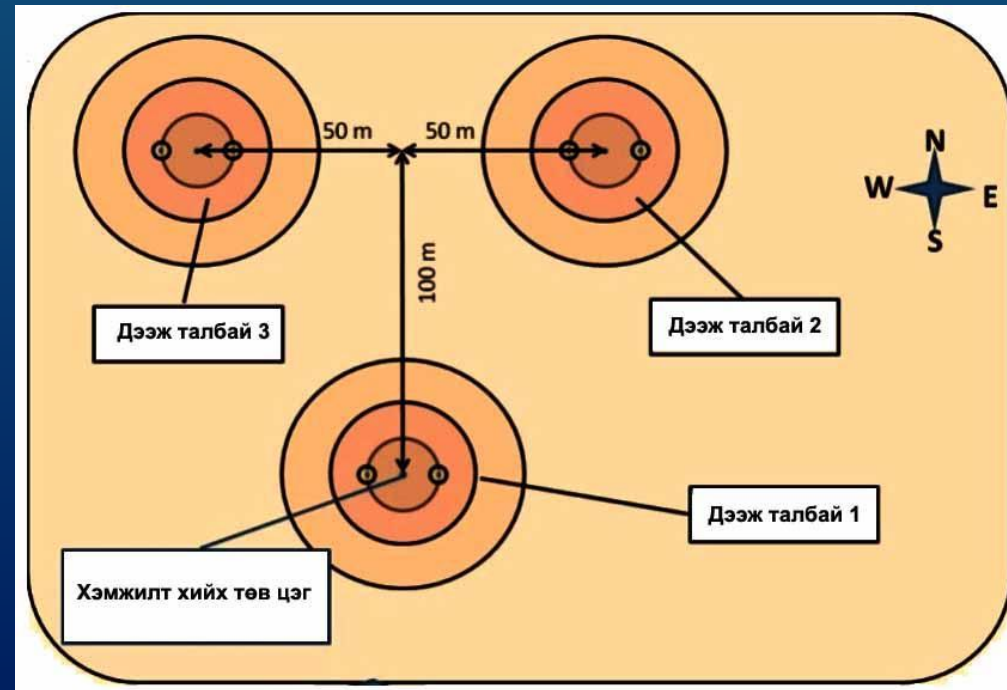 50 m
50 m
N
W
E
S
100 m
Дээж талбай 3
Дээж талбай 2
Дээж талбай 1
Хэмжилт хийх төв цэг